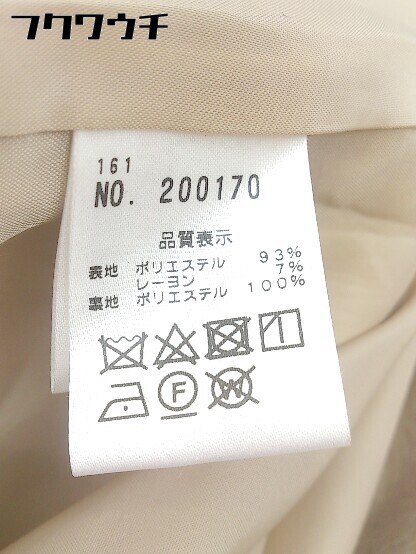 フクワウチ
161
NO. 200170
品質表示
表地 ポリエステル 93%
レーヨン 7%
裏地 ポリエステル 100%
F
W